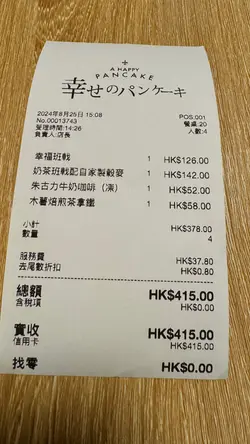 A HAPPY
PANCAKE
幸せのパンケーキ
2024年8月25日 15:08 POS:001
No.00013743 餐桌:20
受理時間:14:26 人數:4
負責人:店長
幸福班戟 1 HK$126.00
奶茶班戟配自家製穀麥 1 HK$142.00
朱古力牛奶咖啡（凍） 1 HK$52.00
木薯焙煎茶拿鐵 1 HK$58.00
小計 HK$378.00
數量 4
服務費 HK$37.80
去尾數折扣 HK$0.80
總額 HK$415.00
含稅項 HK$0.00
實收 HK$415.00
信用卡 HK$415.00
找零 HK$0.00